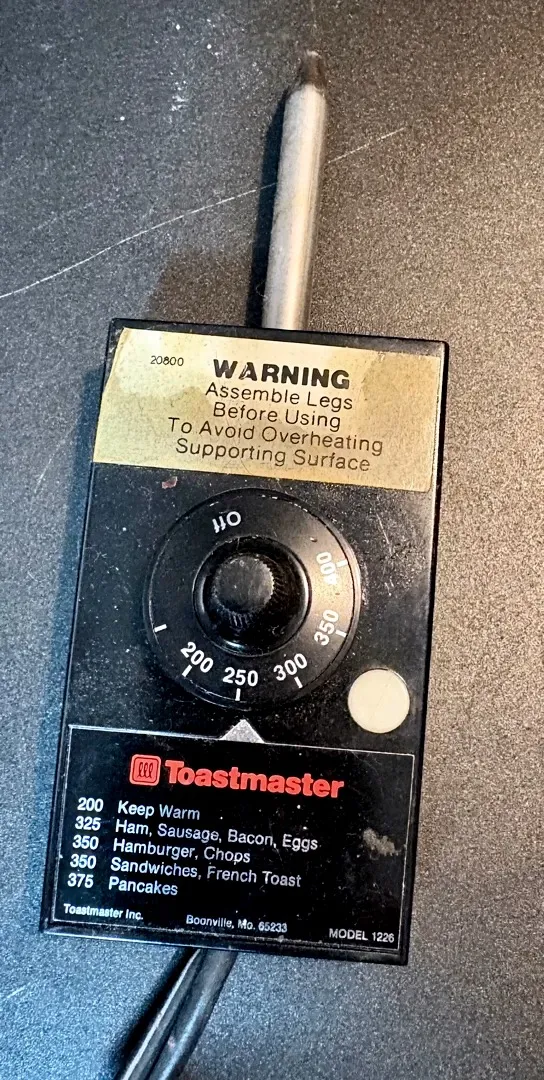 20800 WARNING
Assemble Legs
Before Using
To Avoid Overheating
Supporting Surface
Off
400
350
300
250
200
Toastmaster
200 Keep Warm
325 Ham, Sausage, Bacon, Eggs
350 Hamburger, Chops
350 Sandwiches, French Toast
375 Pancakes
Toastmaster Inc. Boonville, Mo. 65233 MODEL 1226